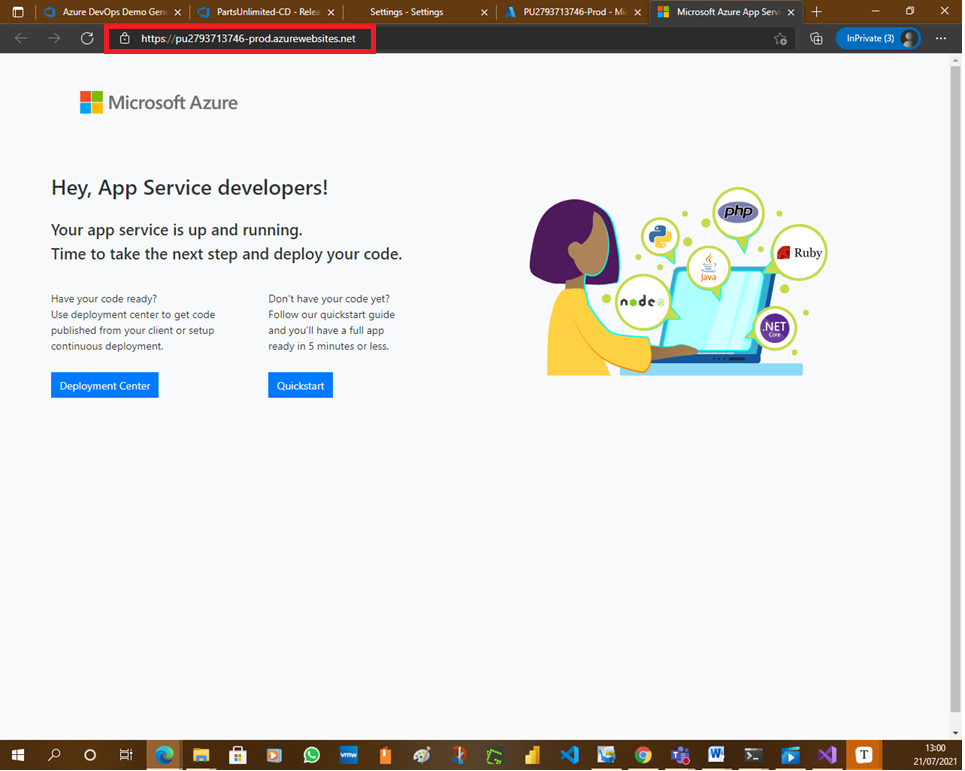 Azure DevOps Demo Gen
PartsUnlimited-CD - Relea
Settings - Settings
PU2793713746-Prod - Mi
Microsoft Azure App Servi
https://pu2793713746-prod.azurewebsites.net
InPrivate (3)
Microsoft Azure
Hey, App Service developers!
Your app service is up and running.
Time to take the next step and deploy your code.
Have your code ready?
Use deployment center to get code
published from your client or setup
continuous deployment.
Deployment Center
Don't have your code yet?
Follow our quickstart guide
and you'll have a full app
ready in 5 minutes or less.
Quickstart
php
Java
Ruby
node
.NET
Core
vmw
W
T
13:00
21/07/2021